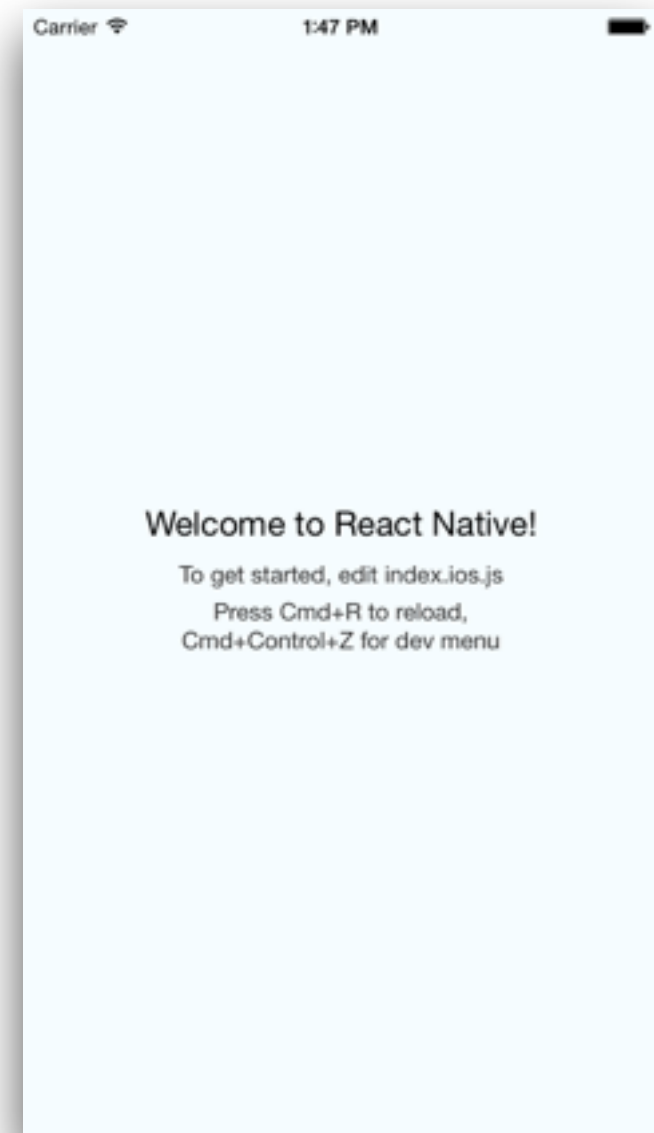 Carrier 1:47 PM
Welcome to React Native!
To get started, edit index.ios.js
Press Cmd+R to reload,
Cmd+Control+Z for dev menu